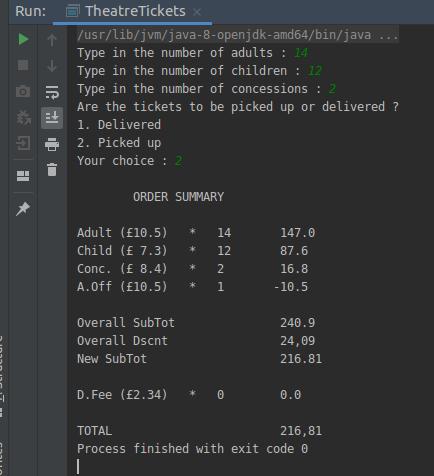 Run: TheatreTickets
/usr/lib/jvm/java-8-openjdk-amd64/bin/java ...
Type in the number of adults : 14
Type in the number of children : 12
Type in the number of concessions : 2
Are the tickets to be picked up or delivered ?
1. Delivered
2. Picked up
Your choice : 2
ORDER SUMMARY
Adult (£10.5) * 14 147.0
Child (£ 7.3) * 12 87.6
Conc. (£ 8.4) * 2 16.8
A.Off (£10.5) * 1 -10.5
Overall SubTot 240.9
Overall Dscnt 24,09
New SubTot 216.81
D.Fee (£2.34) * 0 0.0
TOTAL 216,81
Process finished with exit code 0